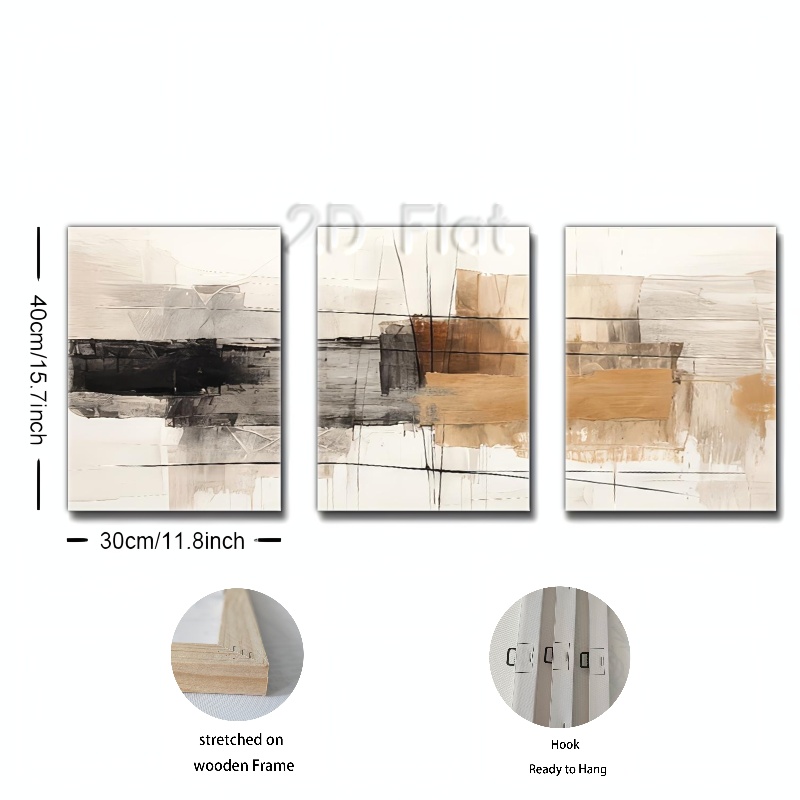 2D Flat
40cm/15.7inch
30cm/11.8inch
stretched on
wooden Frame
Hook
Ready to Hang